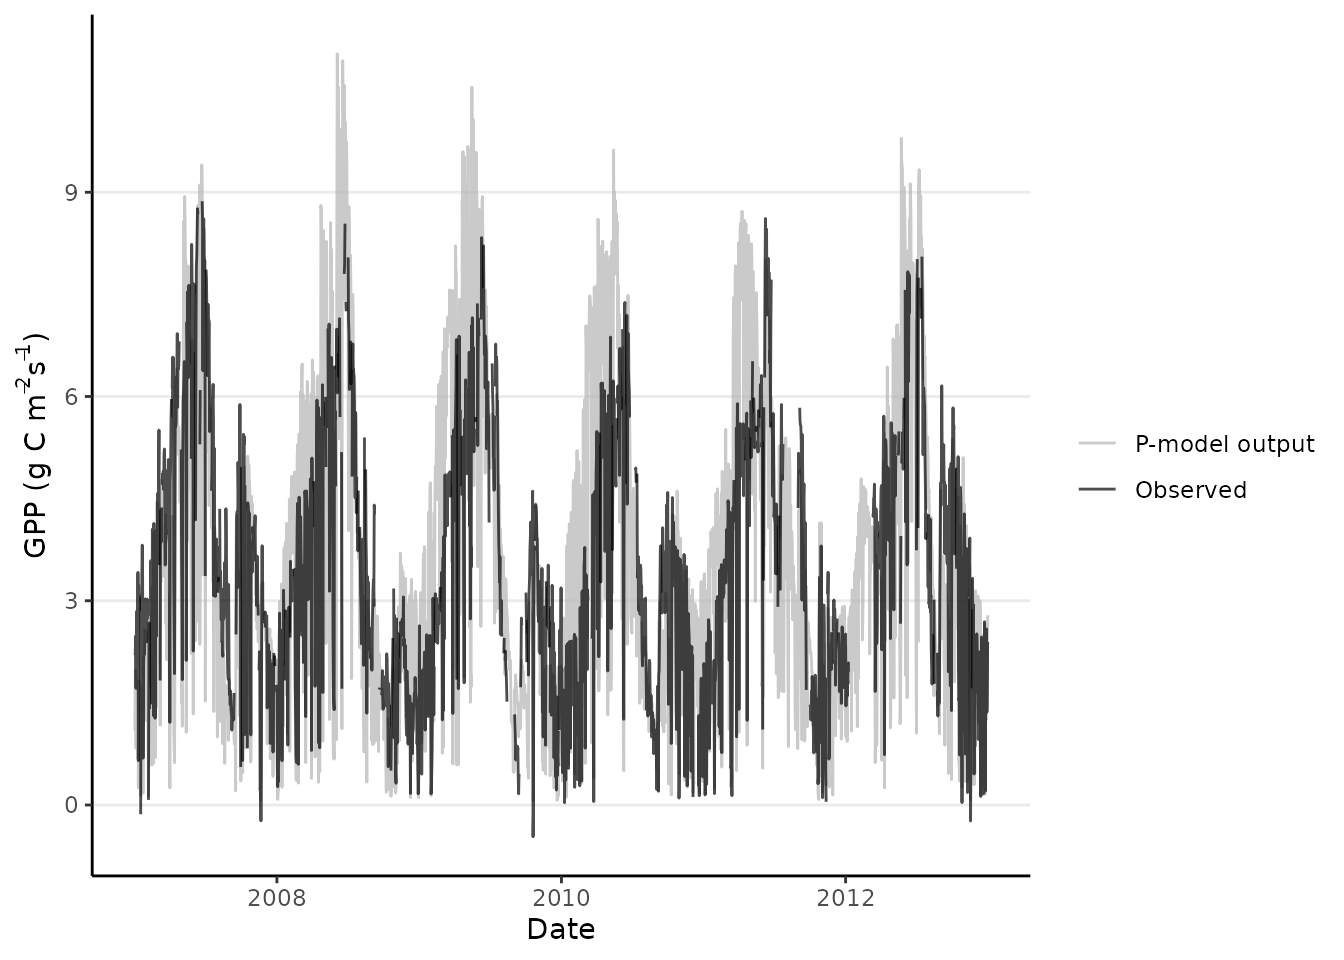 GPP (g C m⁻²s⁻¹)
9
6
3
0
2008 2010 2012
Date
P-model output
Observed